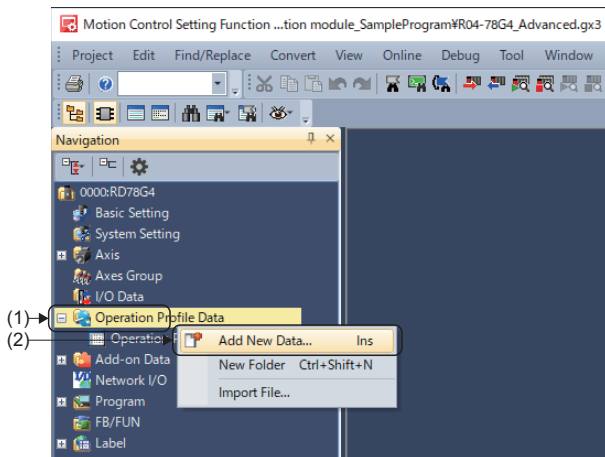 Motion Control Setting Function ...tion module_SampleProgram¥R04-78G4_Advanced.gx3
Project Edit Find/Replace Convert View Online Debug Tool Window
Navigation
0000:RD78G4
Basic Setting
System Setting
Axis
Axes Group
I/O Data
(1) Operation Profile Data
(2) Operation
Add New Data... Ins
Add-on Data
New Folder Ctrl+Shift+N
Network I/O
Import File...
Program
FB/FUN
Label